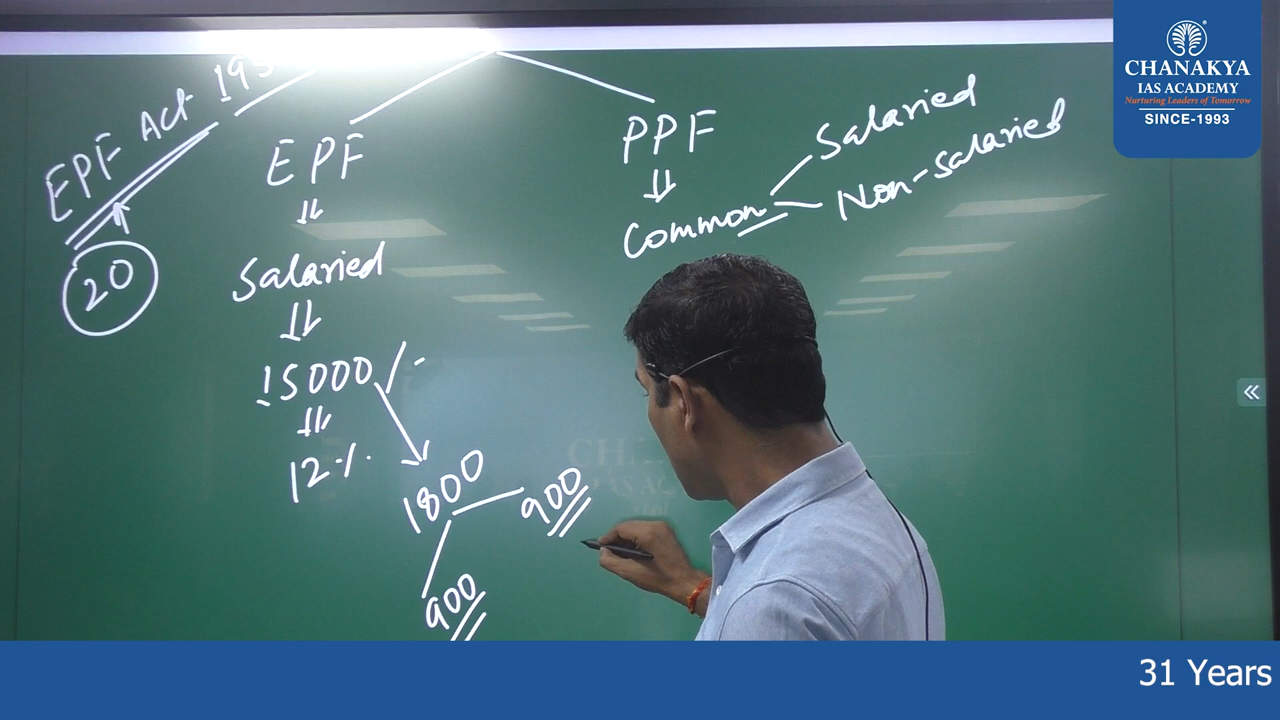 EPF Act 195
20
EPF
Salaried
15000/-
12%
1800
900
900
PPF
Common
Salaried
Non-salaried
CHANAKYA
IAS ACADEMY
Nurturing Leaders of Tomorrow
SINCE-1993
31 Years